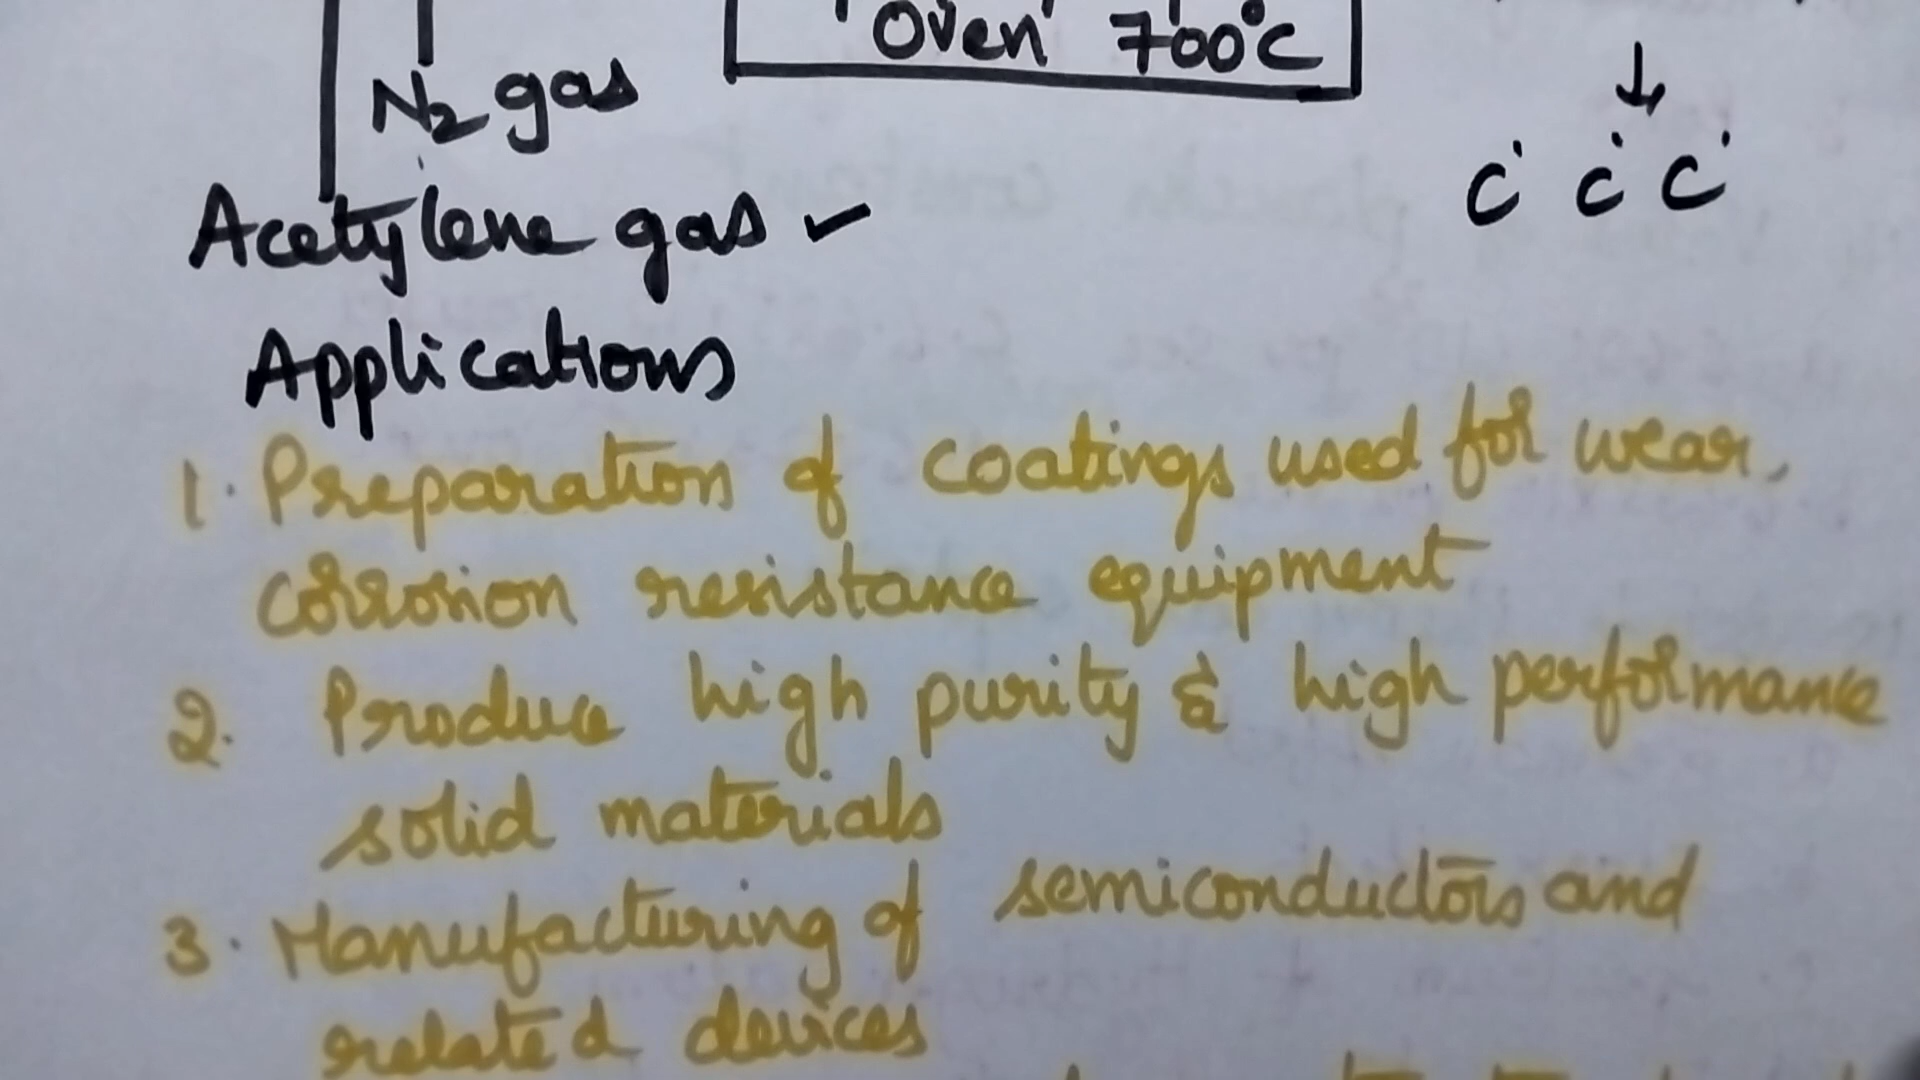 Oven 700°C
N2 gas
↓
Ċ Ċ Ċ
Acetylene gas ✓
Applications
1. Preparation of coatings used for wear,
corrosion resistance equipment
2. Produce high purity & high performance
solid materials
3. Manufacturing of semiconductors and
related devices